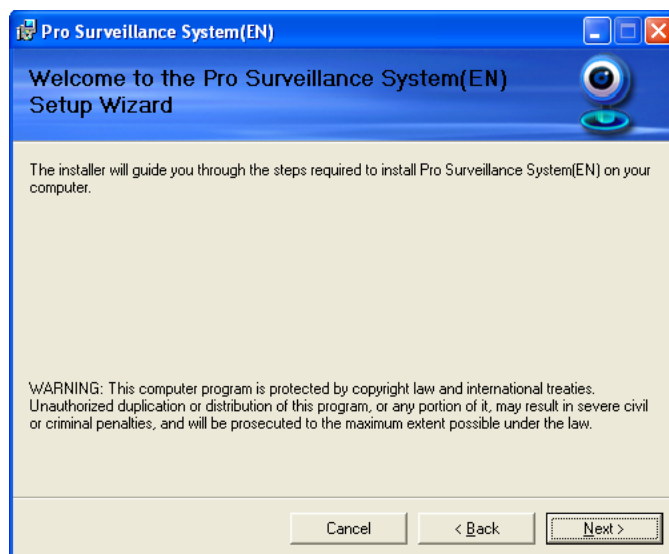 Pro Surveillance System(EN)
Welcome to the Pro Surveillance System(EN)
Setup Wizard
The installer will guide you through the steps required to install Pro Surveillance System(EN) on your
computer.
WARNING: This computer program is protected by copyright law and international treaties.
Unauthorized duplication or distribution of this program, or any portion of it, may result in severe civil
or criminal penalties, and will be prosecuted to the maximum extent possible under the law.
Cancel
< Back
Next >